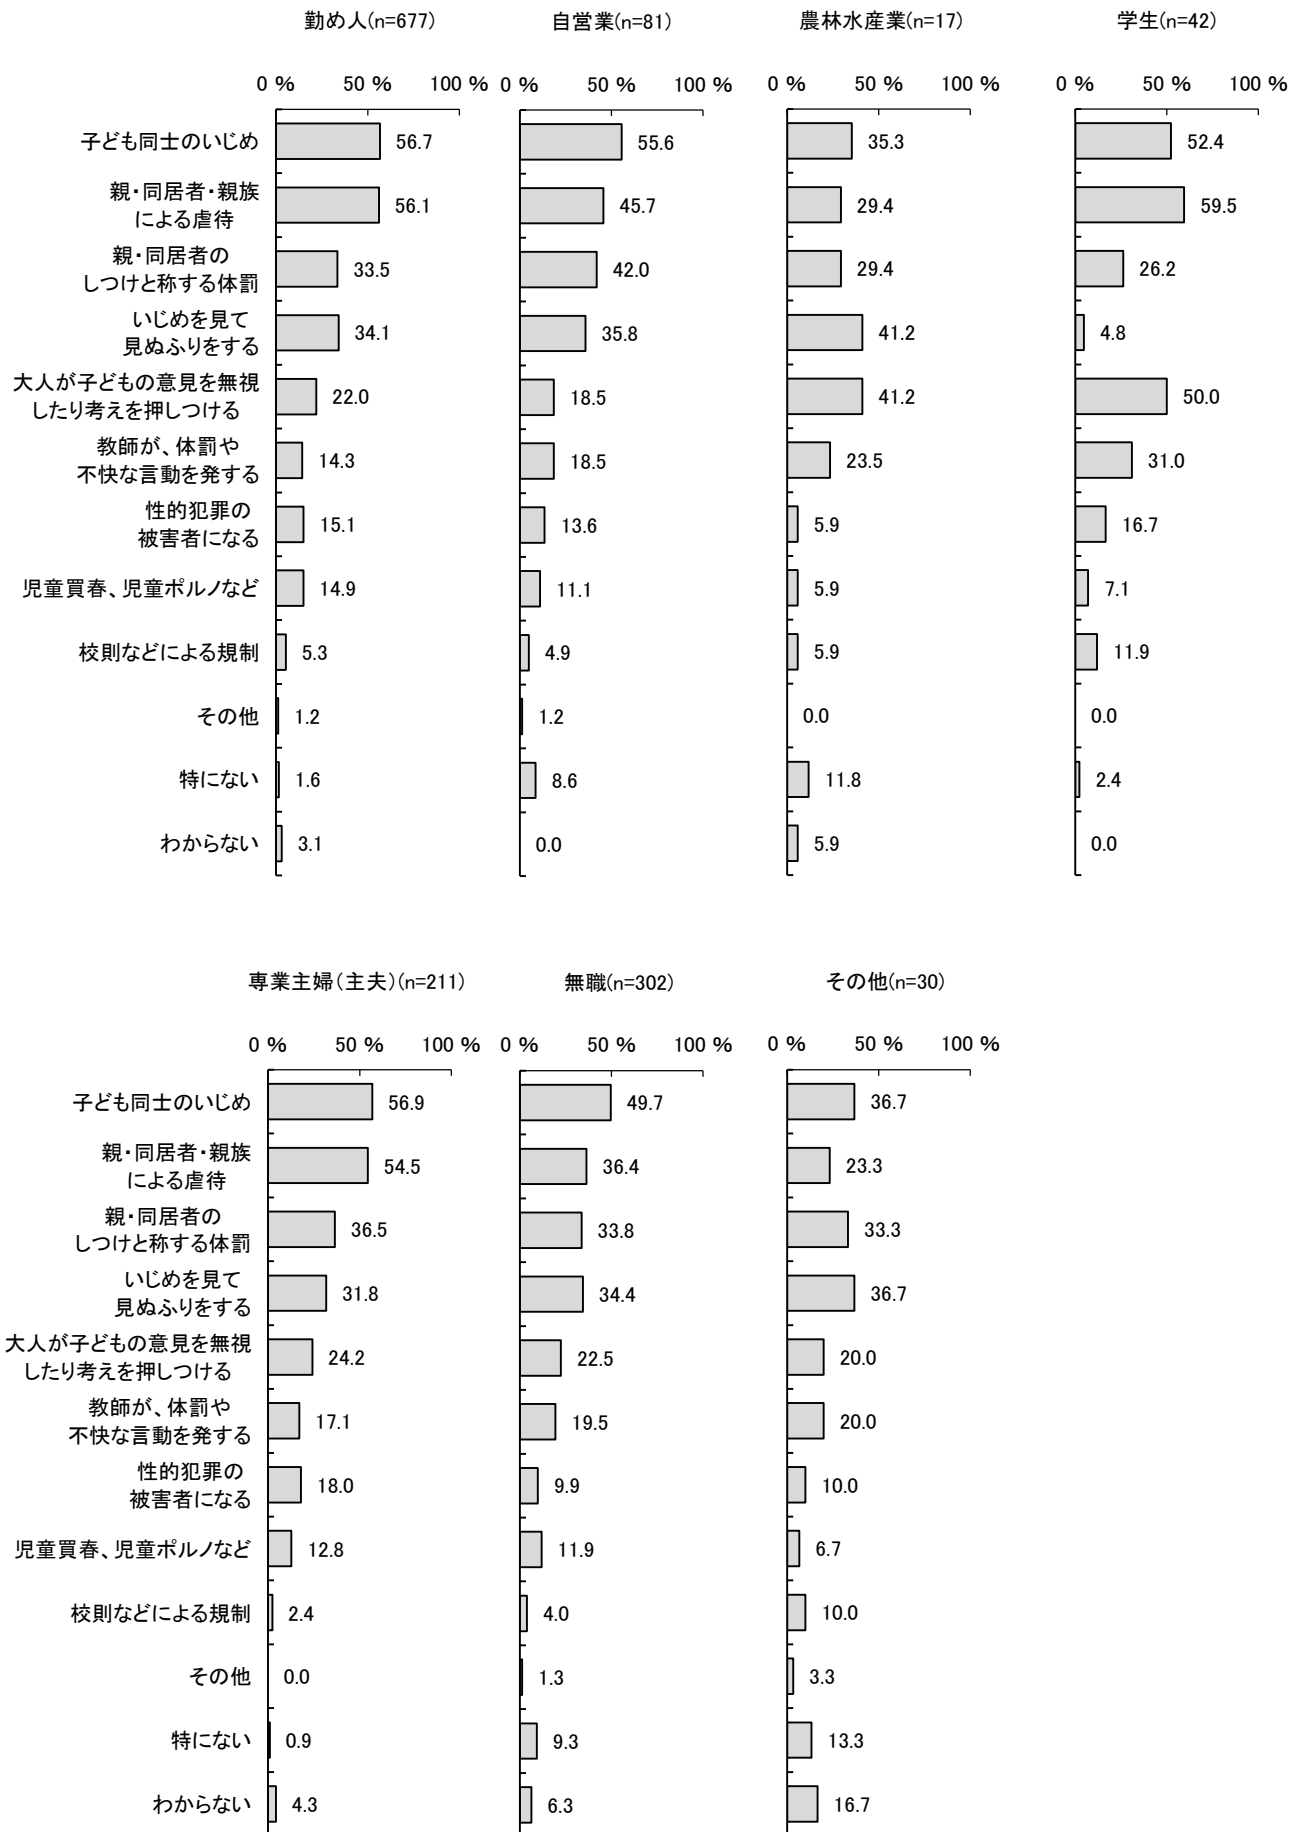 勤め人(n=677)
自営業(n=81)
農林水産業(n=17)
学生(n=42)
0 % 50 % 100 %
0 % 50 % 100 %
0 % 50 % 100 %
0 % 50 % 100 %
子ども同士のいじめ 56.7 55.6 35.3 52.4
親・同居者・親族
による虐待 56.1 45.7 29.4 59.5
親・同居者の
しつけと称する体罰 33.5 42.0 29.4 26.2
いじめを見て
見ぬふりをする 34.1 35.8 41.2 4.8
大人が子どもの意見を無視
したり考えを押しつける 22.0 18.5 41.2 50.0
教師が、体罰や
不快な言動を発する 14.3 18.5 23.5 31.0
性的犯罪の
被害者になる 15.1 13.6 5.9 16.7
児童買春、児童ポルノなど 14.9 11.1 5.9 7.1
校則などによる規制 5.3 4.9 5.9 11.9
その他 1.2 1.2 0.0 0.0
特にない 1.6 8.6 11.8 2.4
わからない 3.1 0.0 5.9 0.0
専業主婦(主夫)(n=211)
無職(n=302)
その他(n=30)
0 % 50 % 100 %
0 % 50 % 100 %
0 % 50 % 100 %
子ども同士のいじめ 56.9 49.7 36.7
親・同居者・親族
による虐待 54.5 36.4 23.3
親・同居者の
しつけと称する体罰 36.5 33.8 33.3
いじめを見て
見ぬふりをする 31.8 34.4 36.7
大人が子どもの意見を無視
したり考えを押しつける 24.2 22.5 20.0
教師が、体罰や
不快な言動を発する 17.1 19.5 20.0
性的犯罪の
被害者になる 18.0 9.9 10.0
児童買春、児童ポルノなど 12.8 11.9 6.7
校則などによる規制 2.4 4.0 10.0
その他 0.0 1.3 3.3
特にない 0.9 9.3 13.3
わからない 4.3 6.3 16.7